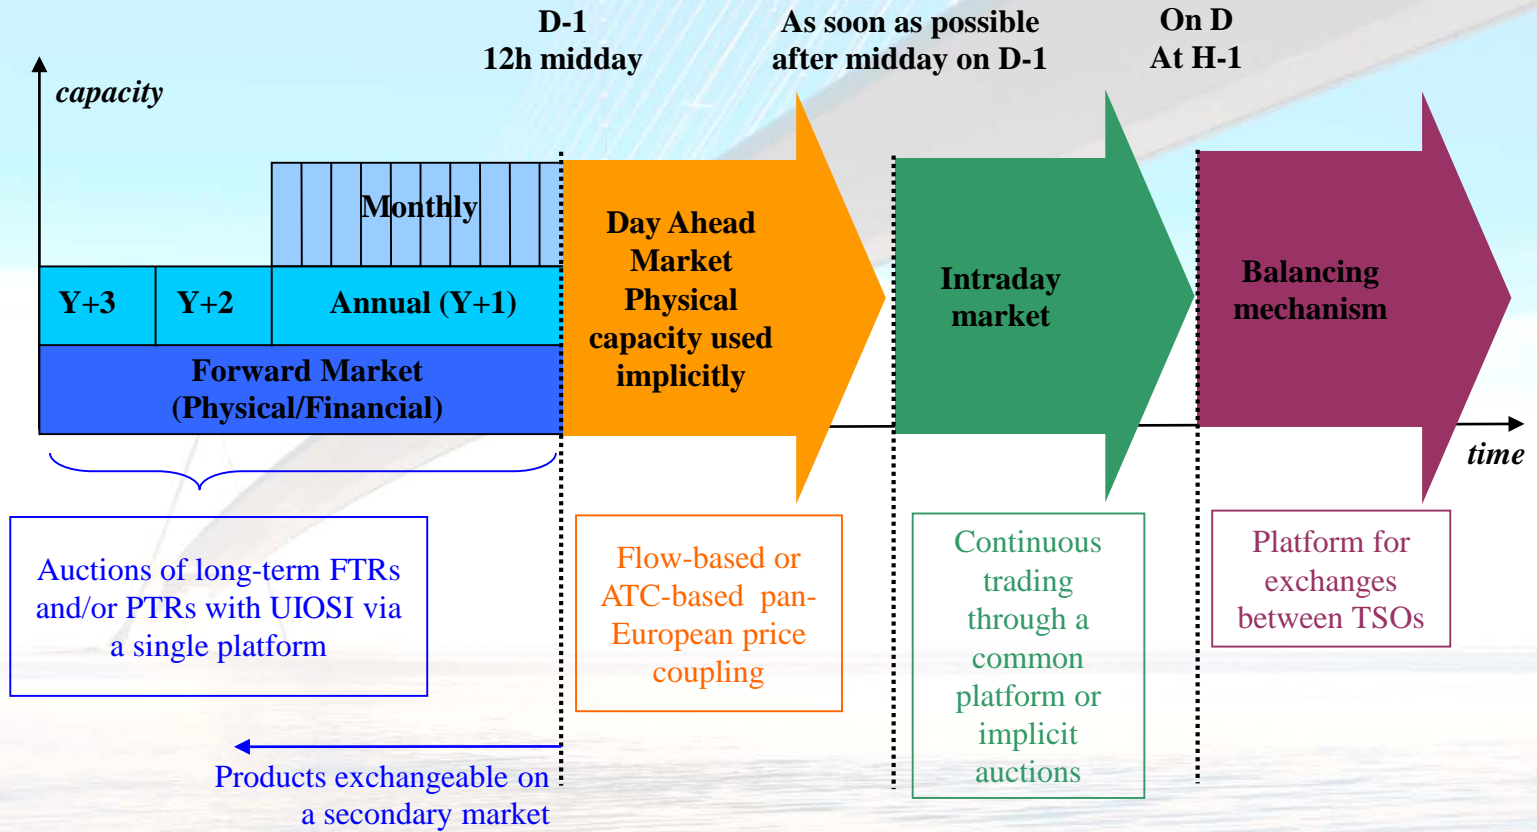 D-1
12h midday
As soon as possible
after midday on D-1
On D
At H-1
capacity
Monthly
Y+3
Y+2
Annual (Y+1)
Forward Market
(Physical/Financial)
Day Ahead
Market
Physical
capacity used
implicitly
Intraday
market
Balancing
mechanism
time
Auctions of long-term FTRs
and/or PTRs with UIOSI via
a single platform
Flow-based or
ATC-based pan-
European price
coupling
Continuous
trading
through a
common
platform or
implicit
auctions
Platform for
exchanges
between TSOs
Products exchangeable on
a secondary market